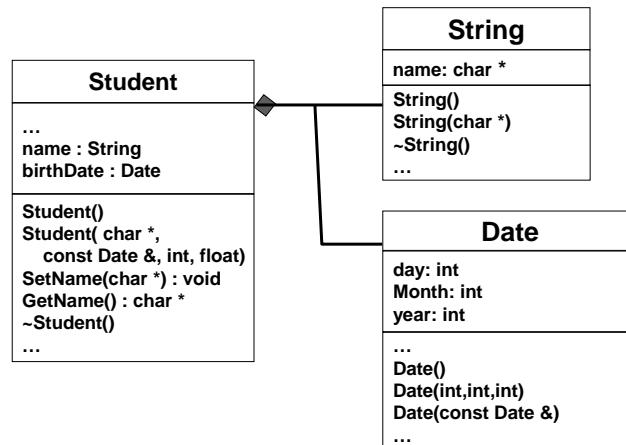 Student
…
name : String
birthDate : Date
Student()
Student( char *,
const Date &, int, float)
SetName(char *) : void
GetName() : char *
~Student()
…
String
name: char *
String()
String(char *)
~String()
…
Date
day: int
Month: int
year: int
…
Date()
Date(int,int,int)
Date(const Date &)
…